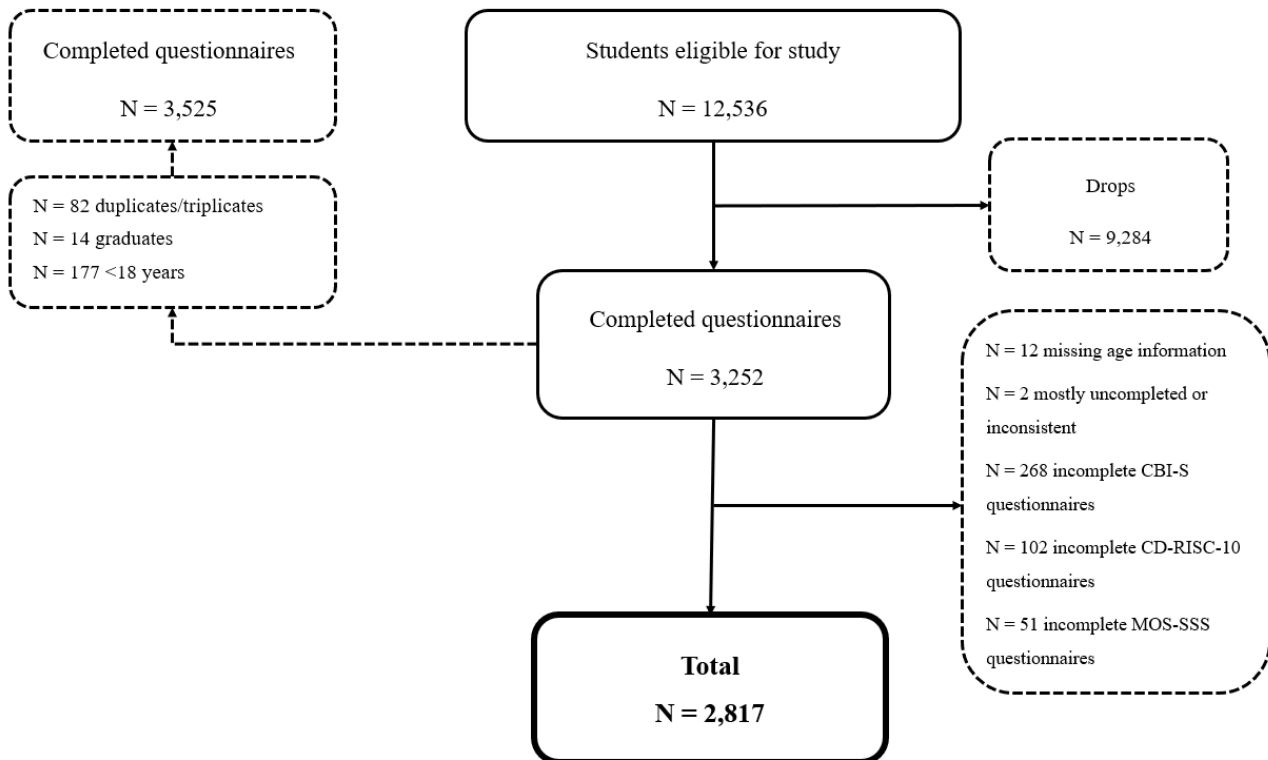 Completed questionnaires
N = 3,525
Students eligible for study
N = 12,536
N = 82 duplicates/triplicates
N = 14 graduates
N = 177 <18 years
Drops
N = 9,284
Completed questionnaires
N = 3,252
N = 12 missing age information
N = 2 mostly uncompleted or
inconsistent
N = 268 incomplete CBI-S
questionnaires
N = 102 incomplete CD-RISC-10
questionnaires
N = 51 incomplete MOS-SSS
questionnaires
Total
N = 2,817